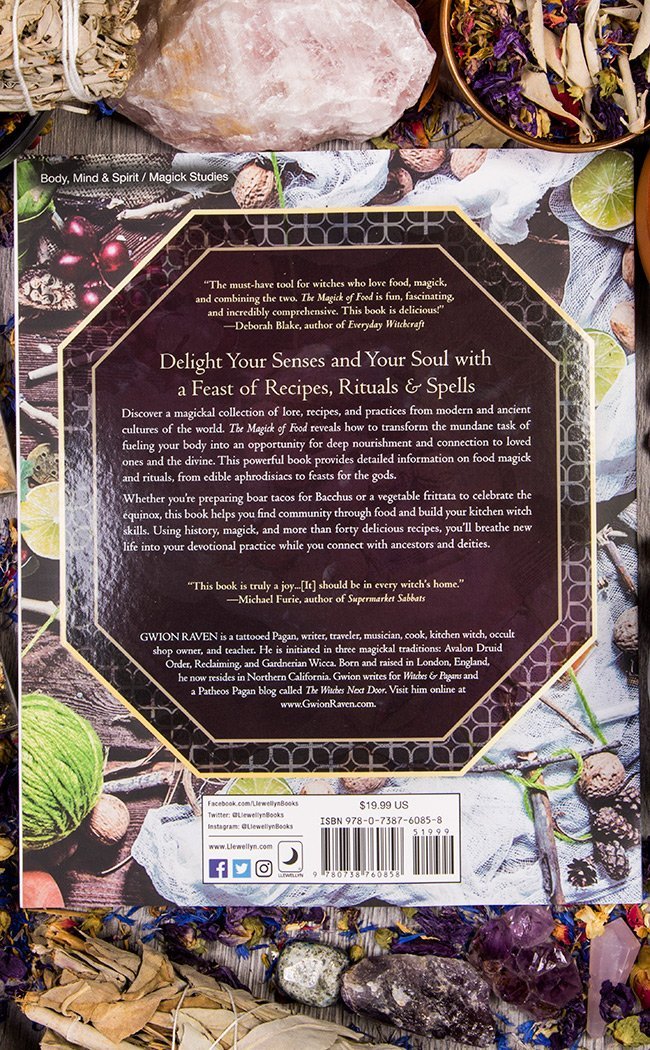 Body, Mind & Spirit / Magick Studies
“The must-have tool for witches who love food, magick,
and combining the two. The Magick of Food is fun, fascinating,
and incredibly comprehensive. This book is delicious!”
—Deborah Blake, author of Everyday Witchcraft
Delight Your Senses and Your Soul with
a Feast of Recipes, Rituals & Spells
Discover a magickal collection of lore, recipes, and practices from modern and ancient
cultures of the world. The Magick of Food reveals how to transform the mundane task of
fueling your body into an opportunity for deep nourishment and connection to loved
ones and the divine. This powerful book provides detailed information on food magick
and rituals, from edible aphrodisiacs to feasts for the gods.
Whether you’re preparing boar tacos for Bacchus or a vegetable frittata to celebrate the
equinox, this book helps you find community through food and build your kitchen witch
skills. Using history, magick, and more than forty delicious recipes, you’ll breathe new
life into your devotional practice while you connect with ancestors and deities.
“This book is truly a joy...[It] should be in every witch’s home.”
—Michael Furie, author of Supermarket Sabbats
GWION RAVEN is a tattooed Pagan, writer, traveler, musician, cook, kitchen witch, occult
shop owner, and teacher. He is initiated in three magickal traditions: Avalon Druid
Order, Reclaiming, and Gardnerian Wicca. Born and raised in London, England,
he now resides in Northern California. Gwion writes for Witches & Pagans and
a Patheos Pagan blog called The Witches Next Door. Visit him online at
www.GwionRaven.com.
Facebook.com/LlewellynBooks
Twitter: @LlewellynBooks
Instagram: @LlewellynBooks
www.Llewellyn.com
LLEWELLYN
$19.99 US
ISBN 978-0-7387-6085-8
51999
9 780738 760858